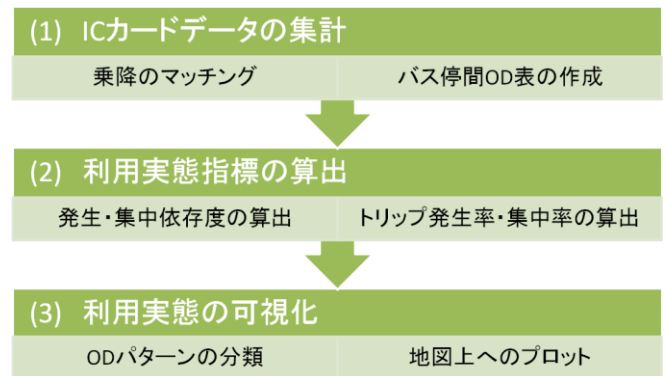 (1) ICカードデータの集計
乗降のマッチング
バス停間OD表の作成
(2) 利用実態指標の算出
発生・集中依存度の算出
トリップ発生率・集中率の算出
(3) 利用実態の可視化
ODパターンの分類
地図上へのプロット